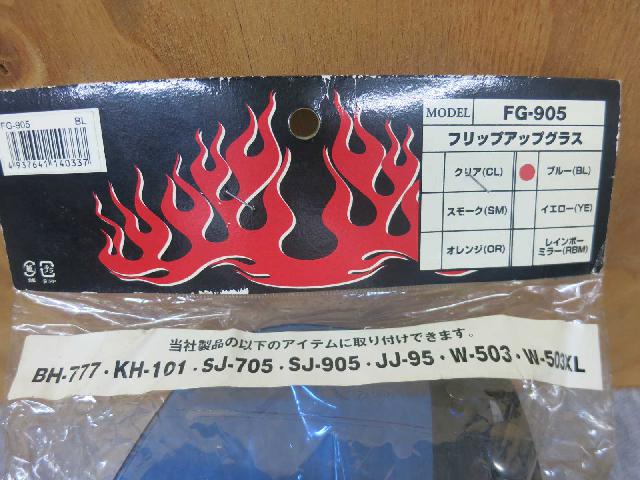 FG-905 BL
4937641140337
MODEL FG-905
フリップアップグラス
クリア(CL) ブルー(BL)
スモーク(SM) イエロー(YE)
オレンジ(OR) レインボー
ミラー(RBM)
当社製品の以下のアイテムに取り付けできます。
BH-777・KH-101・SJ-705・SJ-905・JJ-95・W-503・W-503XL